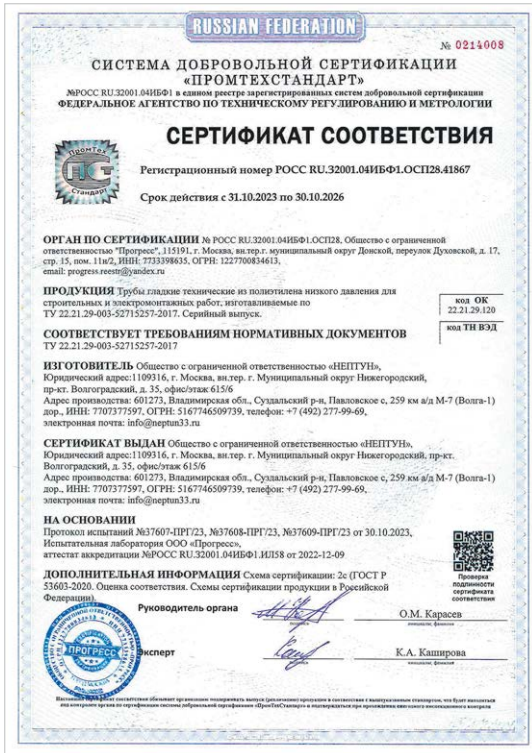 RUSSIAN FEDERATION
№ 0214008
СИСТЕМА ДОБРОВОЛЬНОЙ СЕРТИФИКАЦИИ
«ПРОМТЕХСТАНДАРТ»
№РОСС RU.32001.04ИБФ1 в едином реестре зарегистрированных систем добровольной сертификации
ФЕДЕРАЛЬНОЕ АГЕНТСТВО ПО ТЕХНИЧЕСКОМУ РЕГУЛИРОВАНИЮ И МЕТРОЛОГИИ
ПромТех
Стандарт
СЕРТИФИКАТ СООТВЕТСТВИЯ
Регистрационный номер РОСС RU.32001.04ИБФ1.ОСП28.41867
Срок действия с 31.10.2023 по 30.10.2026
ОРГАН ПО СЕРТИФИКАЦИИ № РОСС RU.32001.04ИБФ1.ОСП28, Общество с ограниченной
ответственностью "Прогресс", 115191, г. Москва, вн.тер.г. муниципальный округ Донской, переулок Духовской, д. 17,
стр. 15, пом. 11н/2, ИНН: 7733398635, ОГРН: 1227700834613,
email: progress.reestr@yandex.ru
ПРОДУКЦИЯ Трубы гладкие технические из полиэтилена низкого давления для
строительных и электромонтажных работ, изготавливаемые по
ТУ 22.21.29-003-52715257-2017. Серийный выпуск.
код ОК
22.21.29.120
СООТВЕТСТВУЕТ ТРЕБОВАНИЯМ НОРМАТИВНЫХ ДОКУМЕНТОВ
ТУ 22.21.29-003-52715257-2017
код ТН ВЭД
ИЗГОТОВИТЕЛЬ Общество с ограниченной ответственностью «НЕПТУН»,
Юридический адрес:1109316, г. Москва, вн.тер. г. Муниципальный округ Нижегородский,
пр-кт. Волгоградский, д. 35, офис/этаж 615/6
Адрес производства: 601273, Владимирская обл., Суздальский р-н, Павловское с, 259 км а/д М-7 (Волга-1)
дор., ИНН: 7707377597, ОГРН: 5167746509739, телефон: +7 (492) 277-99-69,
электронная почта: info@neptun33.ru
СЕРТИФИКАТ ВЫДАН Общество с ограниченной ответственностью «НЕПТУН»,
Юридический адрес:1109316, г. Москва, вн.тер. г. Муниципальный округ Нижегородский, пр-кт.
Волгоградский, д. 35, офис/этаж 615/6
Адрес производства: 601273, Владимирская обл., Суздальский р-н, Павловское с, 259 км а/д М-7 (Волга-1)
дор., ИНН: 7707377597, ОГРН: 5167746509739, телефон: +7 (492) 277-99-69,
электронная почта: info@neptun33.ru
НА ОСНОВАНИИ
Протокол испытаний №37607-ПРГ/23, №37608-ПРГ/23, №37609-ПРГ/23 от 30.10.2023,
Испытательная лаборатория ООО «Прогресс»,
аттестат аккредитации №РОСС RU.32001.04ИБФ1.ИЛ58 от 2022-12-09
Проверка
подлинности
сертификата
соответствия
ДОПОЛНИТЕЛЬНАЯ ИНФОРМАЦИЯ Схема сертификации: 2с (ГОСТ Р
53603-2020. Оценка соответствия. Схемы сертификации продукции в Российской
Федерации).
Руководитель органа
О.М. Карасев
Эксперт
К.А. Каширова
ПРОГРЕСС